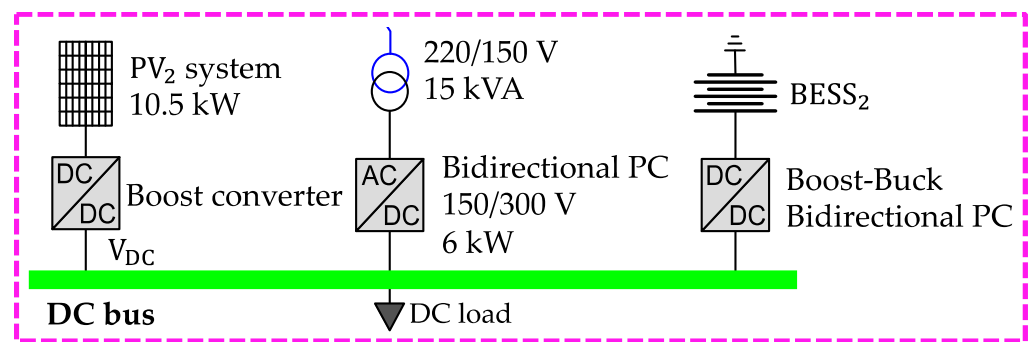 PV₂ system
10.5 kW
220/150 V
15 kVA
BESS₂
DC
DC
Boost converter
AC
DC
Bidirectional PC
150/300 V
6 kW
DC
DC
Boost-Buck
Bidirectional PC
V_DC
DC bus
DC load